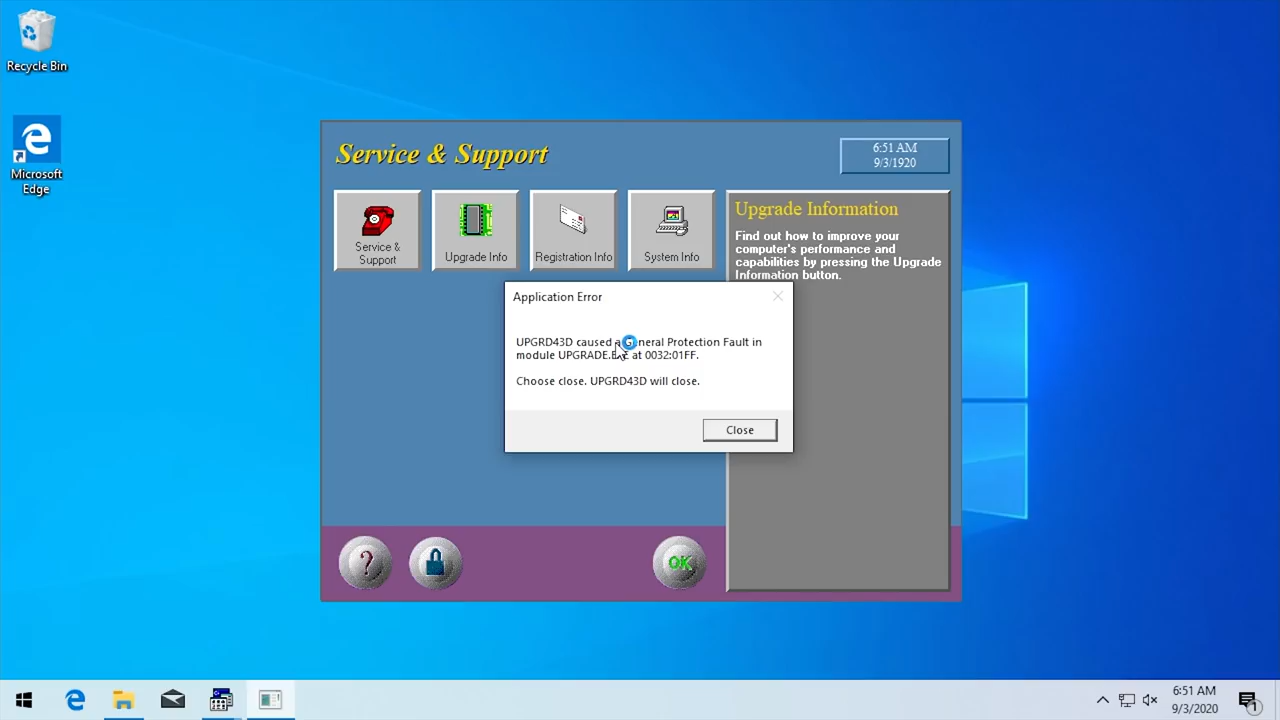 Recycle Bin
Microsoft
Edge
Service & Support
6:51 AM
9/3/1920
Service &
Support
Upgrade Info
Registration Info
System Info
Upgrade Information
Find out how to improve your
computer's performance and
capabilities by pressing the Upgrade
Information button.
Application Error
UPGRD43D caused a General Protection Fault in
module UPGRADE.EXE at 0032:01FF.
Choose close. UPGRD43D will close.
Close
?
OK
6:51 AM
9/3/2020
1